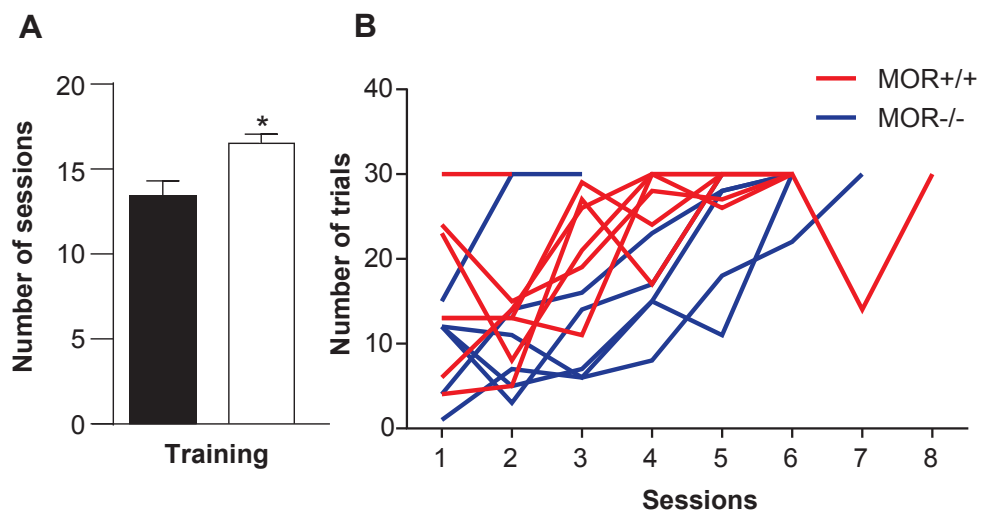 A
Number of sessions
20
15
10
5
0
*
Training
B
Number of trials
40
30
20
10
0
1 2 3 4 5 6 7 8
Sessions
MOR+/+
MOR-/-